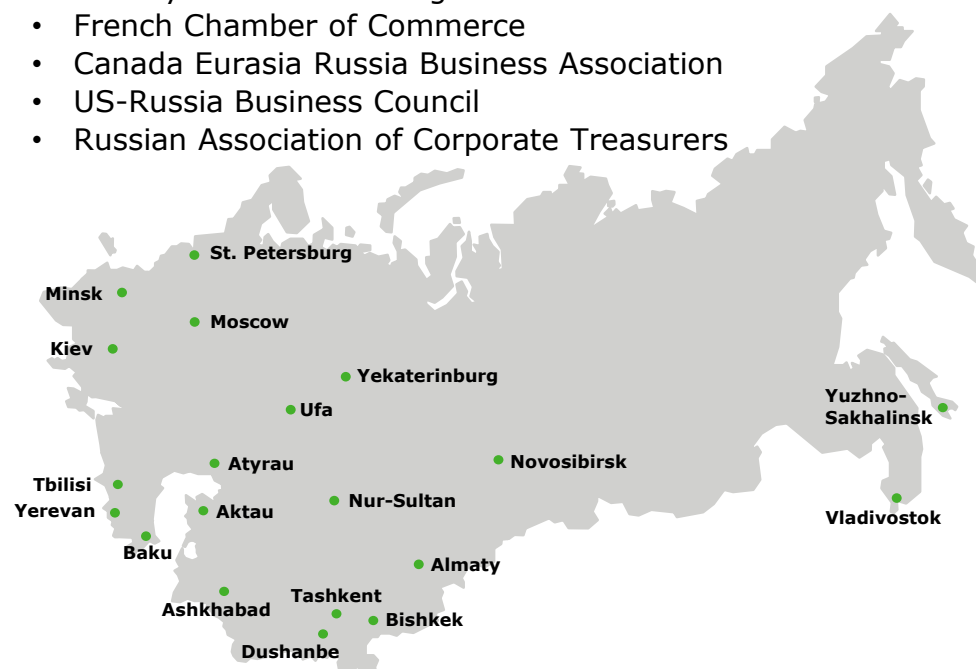 • French Chamber of Commerce
• Canada Eurasia Russia Business Association
• US-Russia Business Council
• Russian Association of Corporate Treasurers
St. Petersburg
Minsk
Moscow
Kiev
Yekaterinburg
Ufa
Yuzhno-
Sakhalinsk
Atyrau
Novosibirsk
Tbilisi
Nur-Sultan
Yerevan
Aktau
Vladivostok
Baku
Almaty
Tashkent
Ashkhabad
Bishkek
Dushanbe